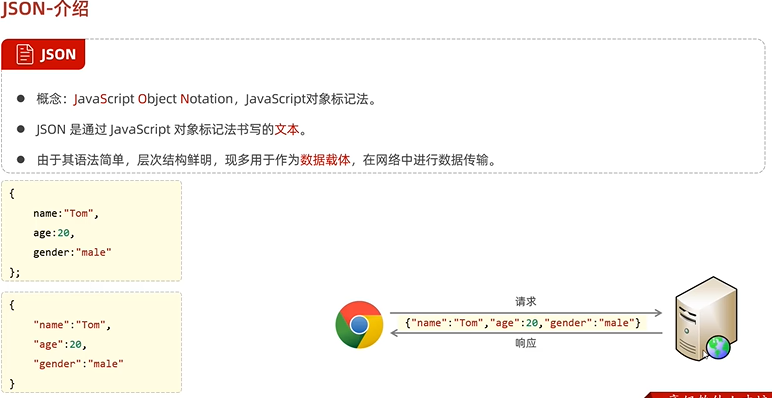 JSON-介绍
JSON
概念：JavaScript Object Notation，JavaScript对象标记法。
JSON 是通过 JavaScript 对象标记法书写的文本。
由于其语法简单，层次结构鲜明，现多用于作为数据载体，在网络中进行数据传输。
{
name:"Tom",
age:20,
gender:"male"
};
{
"name":"Tom",
"age":20,
"gender":"male"
}
请求
{"name":"Tom","age":20,"gender":"male"}
响应